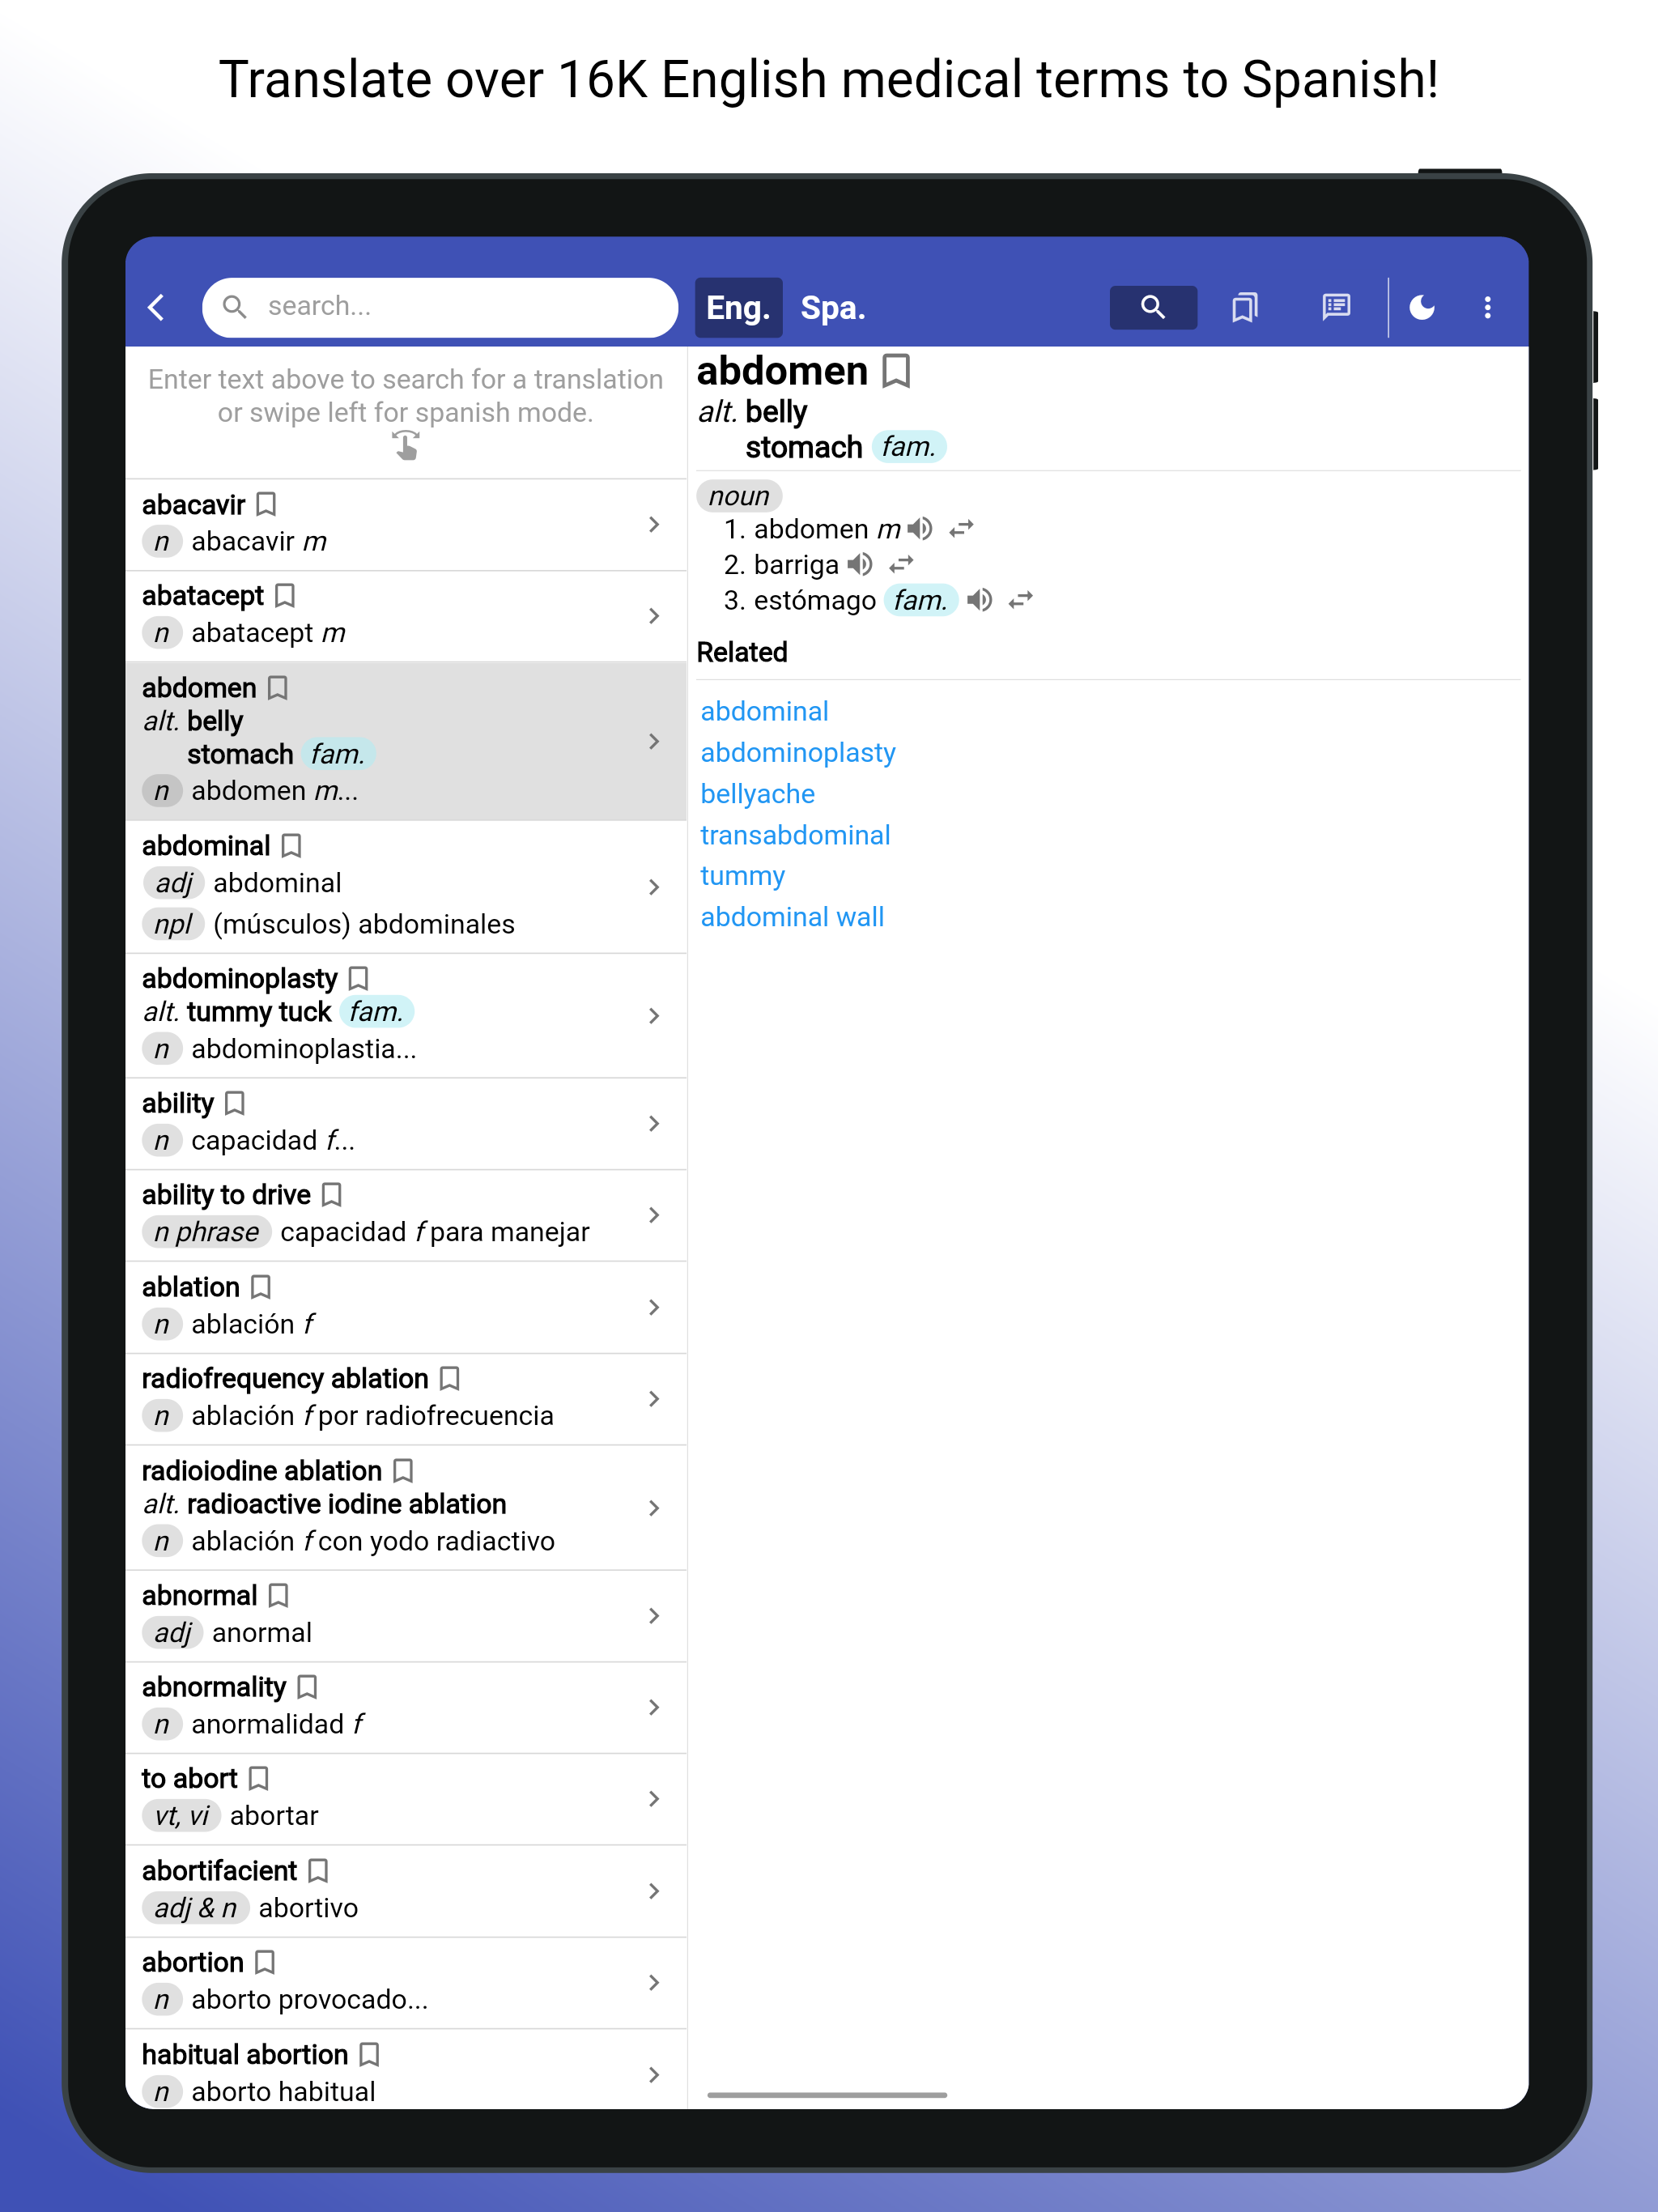 Translate over 16K English medical terms to Spanish!
search...
Eng. Spa.
Enter text above to search for a translation
or swipe left for spanish mode.
abacavir
n abacavir m
abatacept
n abatacept m
abdomen
alt. belly
stomach fam.
n abdomen m...
abdominal
adj abdominal
npl (músculos) abdominales
abdominoplasty
alt. tummy tuck fam.
n abdominoplastia...
ability
n capacidad f...
ability to drive
n phrase capacidad f para manejar
ablation
n ablación f
radiofrequency ablation
n ablación f por radiofrecuencia
radioiodine ablation
alt. radioactive iodine ablation
n ablación f con yodo radiactivo
abnormal
adj anormal
abnormality
n anormalidad f
to abort
vt, vi abortar
abortifacient
adj & n abortivo
abortion
n aborto provocado...
habitual abortion
n aborto habitual
abdomen
alt. belly
stomach fam.
noun
1. abdomen m
2. barriga
3. estómago fam.
Related
abdominal
abdominoplasty
bellyache
transabdominal
tummy
abdominal wall